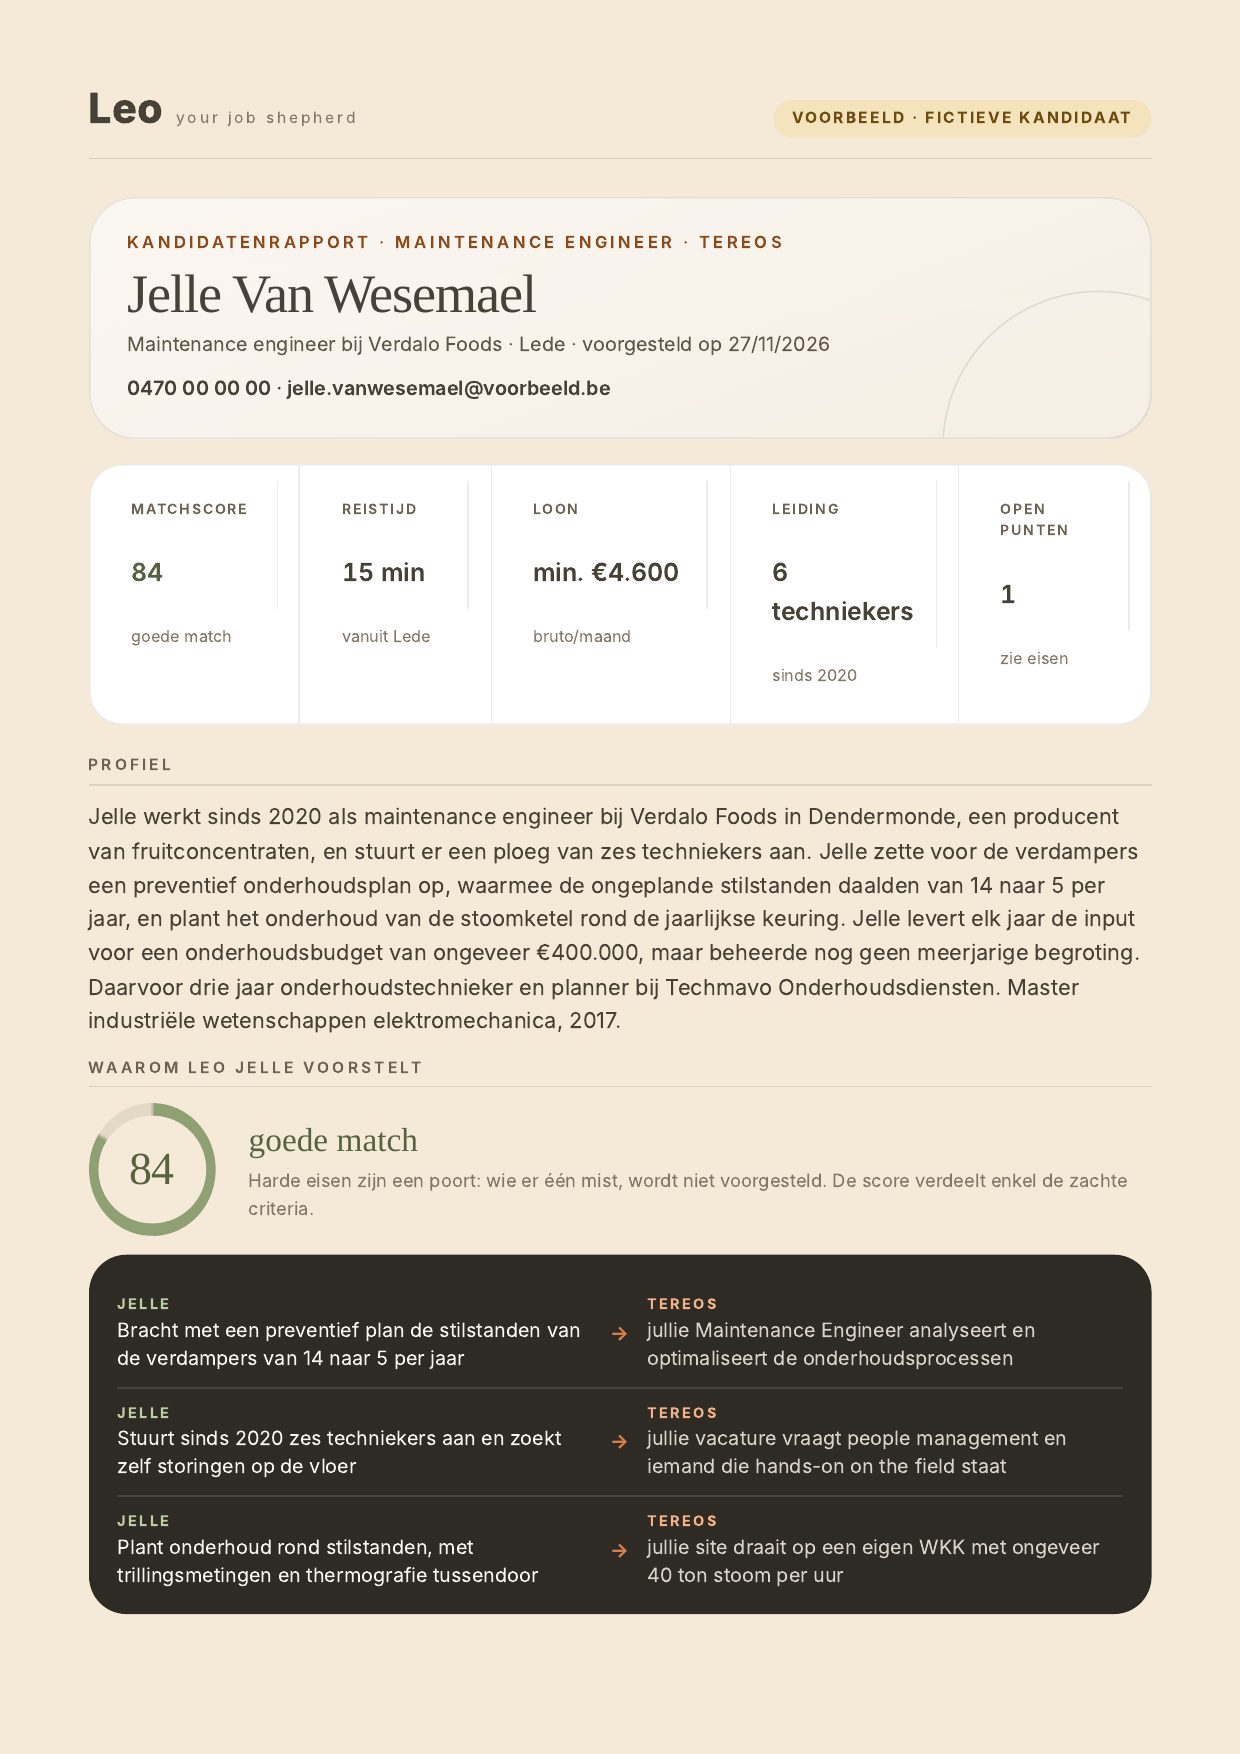 Leo your job shepherd
VOORBEELD · FICTIEVE KANDIDAAT
KANDIDATENRAPPORT · MAINTENANCE ENGINEER · TEREOS
Jelle Van Wesemael
Maintenance engineer bij Verdalo Foods · Lede · voorgesteld op 27/11/2026
0470 00 00 00 · jelle.vanwesemael@voorbeeld.be
MATCHSCORE
84
goede match
REISTIJD
15 min
vanuit Lede
LOON
min. €4.600
bruto/maand
LEIDING
6
techniekers
sinds 2020
OPEN
PUNTEN
1
zie eisen
PROFIEL
Jelle werkt sinds 2020 als maintenance engineer bij Verdalo Foods in Dendermonde, een producent
van fruitconcentraten, en stuurt er een ploeg van zes techniekers aan. Jelle zette voor de verdampers
een preventief onderhoudsplan op, waarmee de ongeplande stilstanden daalden van 14 naar 5 per
jaar, en plant het onderhoud van de stoomketel rond de jaarlijkse keuring. Jelle levert elk jaar de input
voor een onderhoudsbudget van ongeveer €400.000, maar beheerde nog geen meerjarige begroting.
Daarvoor drie jaar onderhoudstechnieker en planner bij Techmavo Onderhoudsdiensten. Master
industriële wetenschappen elektromechanica, 2017.
WAAROM LEO JELLE VOORSTELT
84
goede match
Harde eisen zijn een poort: wie er één mist, wordt niet voorgesteld. De score verdeelt enkel de zachte
criteria.
JELLE
Bracht met een preventief plan de stilstanden van
de verdampers van 14 naar 5 per jaar
→
TEREOS
jullie Maintenance Engineer analyseert en
optimaliseert de onderhoudsprocessen
JELLE
Stuurt sinds 2020 zes techniekers aan en zoekt
zelf storingen op de vloer
→
TEREOS
jullie vacature vraagt people management en
iemand die hands-on on the field staat
JELLE
Plant onderhoud rond stilstanden, met
trillingsmetingen en thermografie tussendoor
→
TEREOS
jullie site draait op een eigen WKK met ongeveer
40 ton stoom per uur